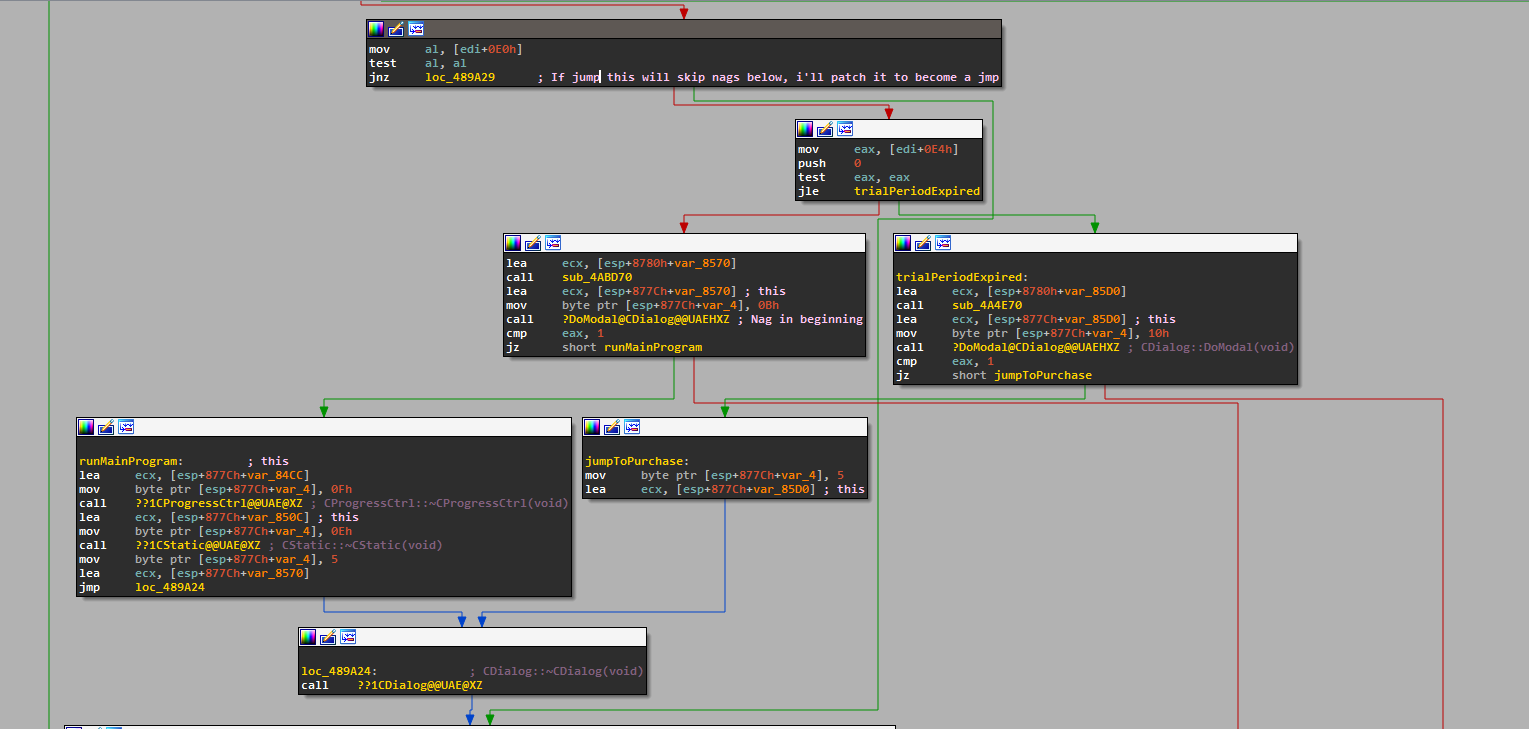 mov al, [edi+0E0h]
test al, al
jnz loc_489A29 ; If jump this will skip nags below, i'll patch it to become a jmp
mov eax, [edi+0E4h]
push 0
test eax, eax
jle trialPeriodExpired
lea ecx, [esp+8780h+var_8570]
call sub_4ABD70
lea ecx, [esp+877Ch+var_8570] ; this
mov byte ptr [esp+877Ch+var_4], 0Bh
call ?DoModal@CDialog@@UAEHXZ ; Nag in beginning
cmp eax, 1
jz short runMainProgram
trialPeriodExpired:
lea ecx, [esp+8780h+var_85D0]
call sub_4A4E70
lea ecx, [esp+877Ch+var_85D0] ; this
mov byte ptr [esp+877Ch+var_4], 10h
call ?DoModal@CDialog@@UAEHXZ ; CDialog::DoModal(void)
cmp eax, 1
jz short jumpToPurchase
runMainProgram: ; this
lea ecx, [esp+877Ch+var_84CC]
mov byte ptr [esp+877Ch+var_4], 0Fh
call ??1CProgressCtrl@@UAE@XZ ; CProgressCtrl::~CProgressCtrl(void)
lea ecx, [esp+877Ch+var_850C] ; this
mov byte ptr [esp+877Ch+var_4], 0Eh
call ??1CStatic@@UAE@XZ ; CStatic::~CStatic(void)
mov byte ptr [esp+877Ch+var_4], 5
lea ecx, [esp+877Ch+var_8570]
jmp loc_489A24
jumpToPurchase:
mov byte ptr [esp+877Ch+var_4], 5
lea ecx, [esp+877Ch+var_85D0] ; this
loc_489A24: ; CDialog::~CDialog(void)
call ??1CDialog@@UAE@XZ